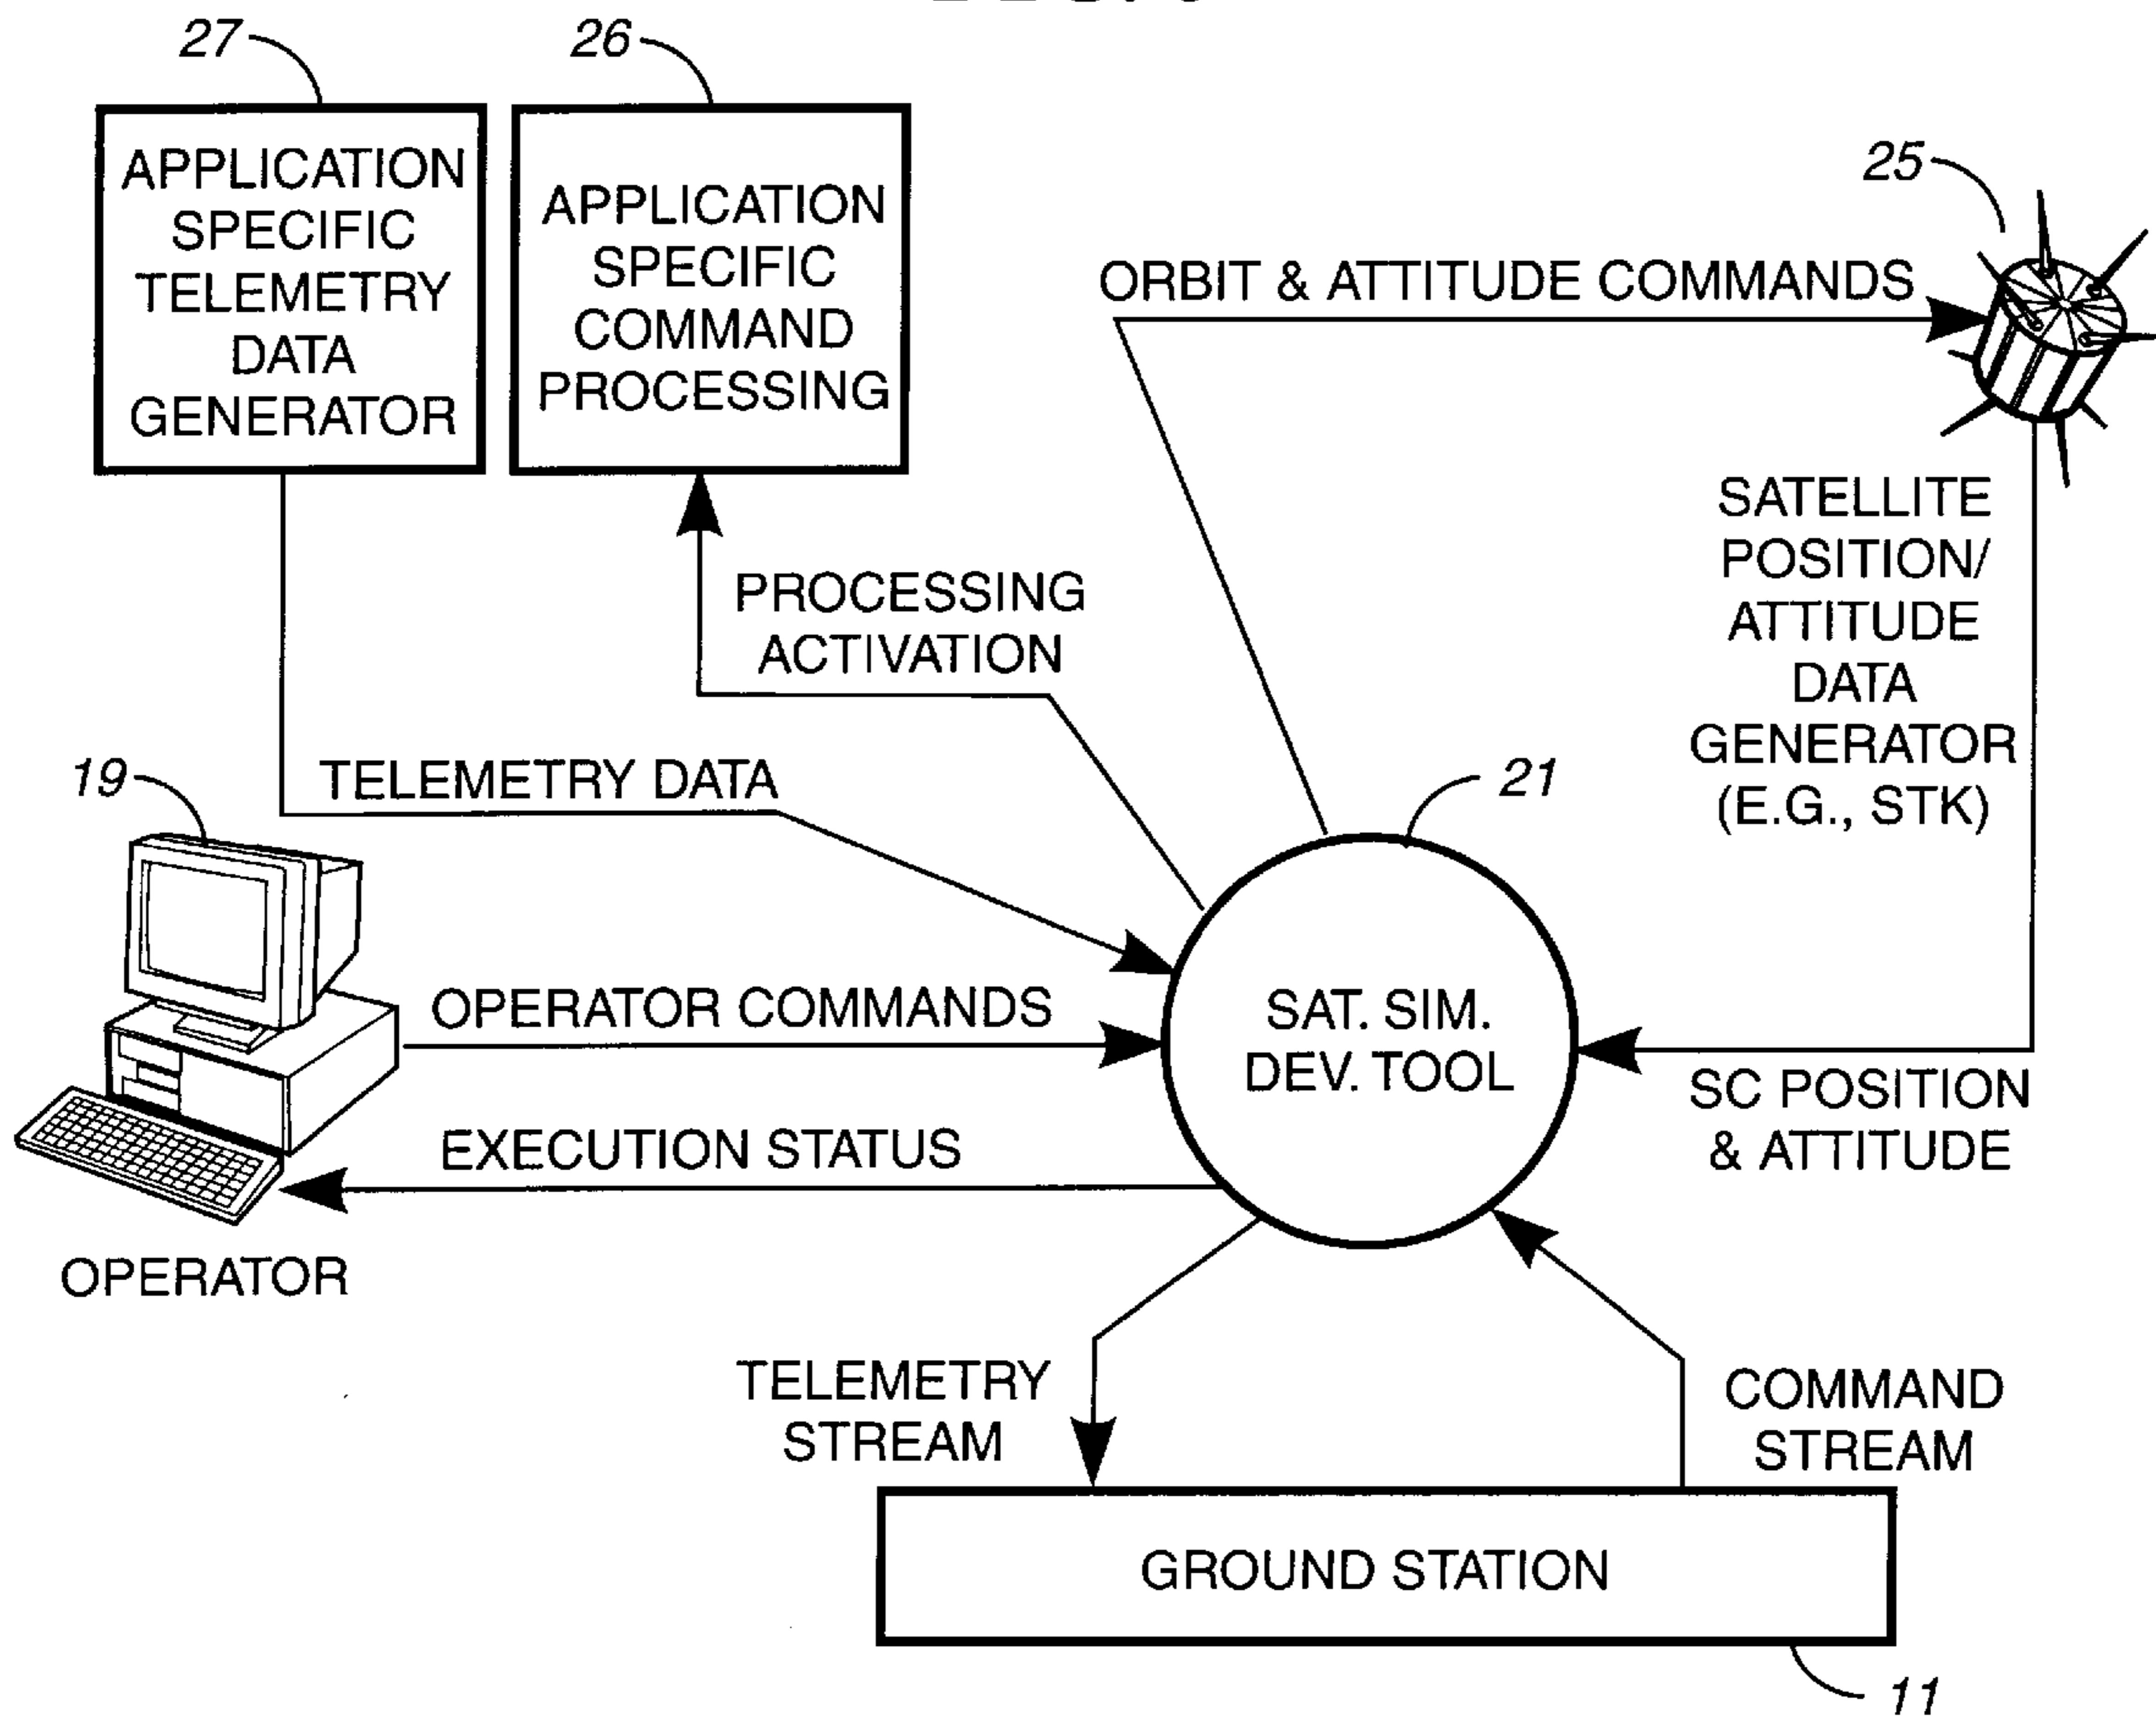 27
26
APPLICATION
SPECIFIC
TELEMETRY
DATA
GENERATOR
APPLICATION
SPECIFIC
COMMAND
PROCESSING
25
ORBIT & ATTITUDE COMMANDS
SATELLITE
POSITION/
ATTITUDE
DATA
GENERATOR
(E.G., STK)
PROCESSING
ACTIVATION
19
TELEMETRY DATA
21
OPERATOR COMMANDS
SAT. SIM.
DEV. TOOL
SC POSITION
& ATTITUDE
EXECUTION STATUS
OPERATOR
TELEMETRY
STREAM
COMMAND
STREAM
GROUND STATION
11